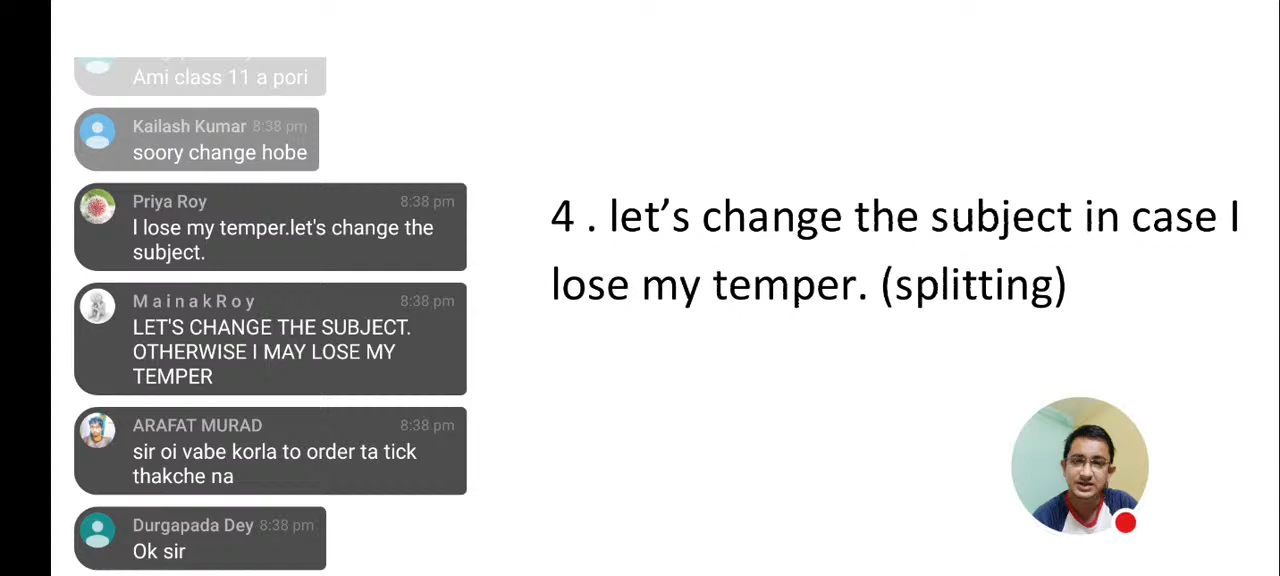 Ami class 11 a pori
Kailash Kumar 8:38 pm
soory change hobe
Priya Roy 8:38 pm
I lose my temper.let's change the
subject.
M a i n a k R o y 8:38 pm
LET'S CHANGE THE SUBJECT.
OTHERWISE I MAY LOSE MY
TEMPER
ARAFAT MURAD 8:38 pm
sir oi vabe korla to order ta tick
thakche na
Durgapada Dey 8:38 pm
Ok sir
4 . let’s change the subject in case I
lose my temper. (splitting)